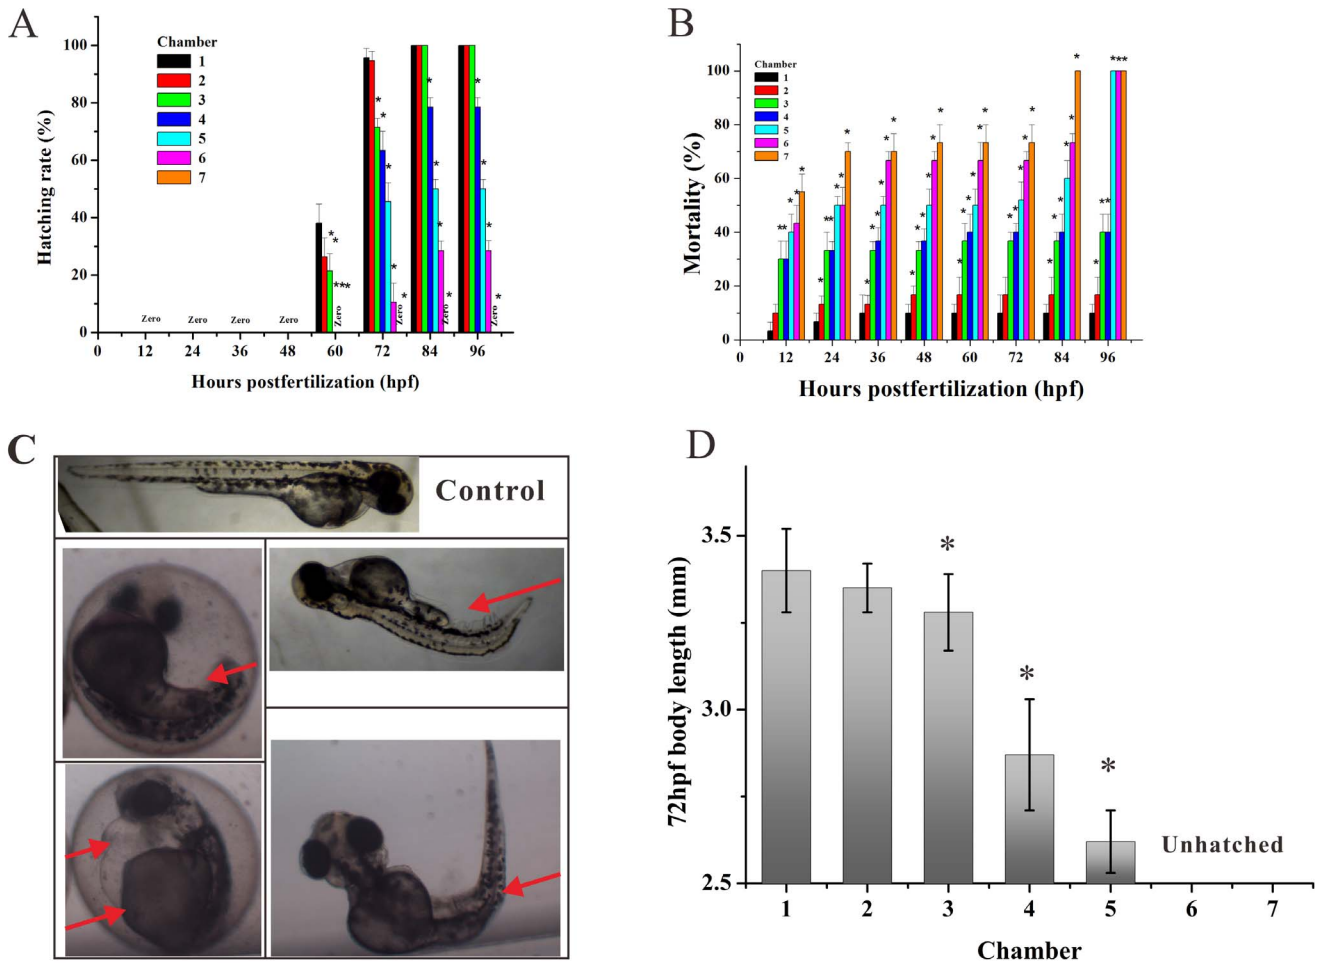 A
Chamber
1
2
3
4
5
6
7
Hatching rate (%)
100
80
60
40
20
0
Zero
Zero
Zero
Zero
* *
***
Zero
* *
*
*
Zero
*
*
*
*
Zero
*
*
*
*
Zero
*
0 12 24 36 48 60 72 84 96
Hours postfertilization (hpf)
B
Chamber
1
2
3
4
5
6
7
Mortality (%)
100
80
60
40
20
0
0 12 24 36 48 60 72 84 96
Hours postfertilization (hpf)
C
Control
D
72hpf body length (mm)
3.5
3.0
2.5
*
*
*
Unhatched
1 2 3 4 5 6 7
Chamber